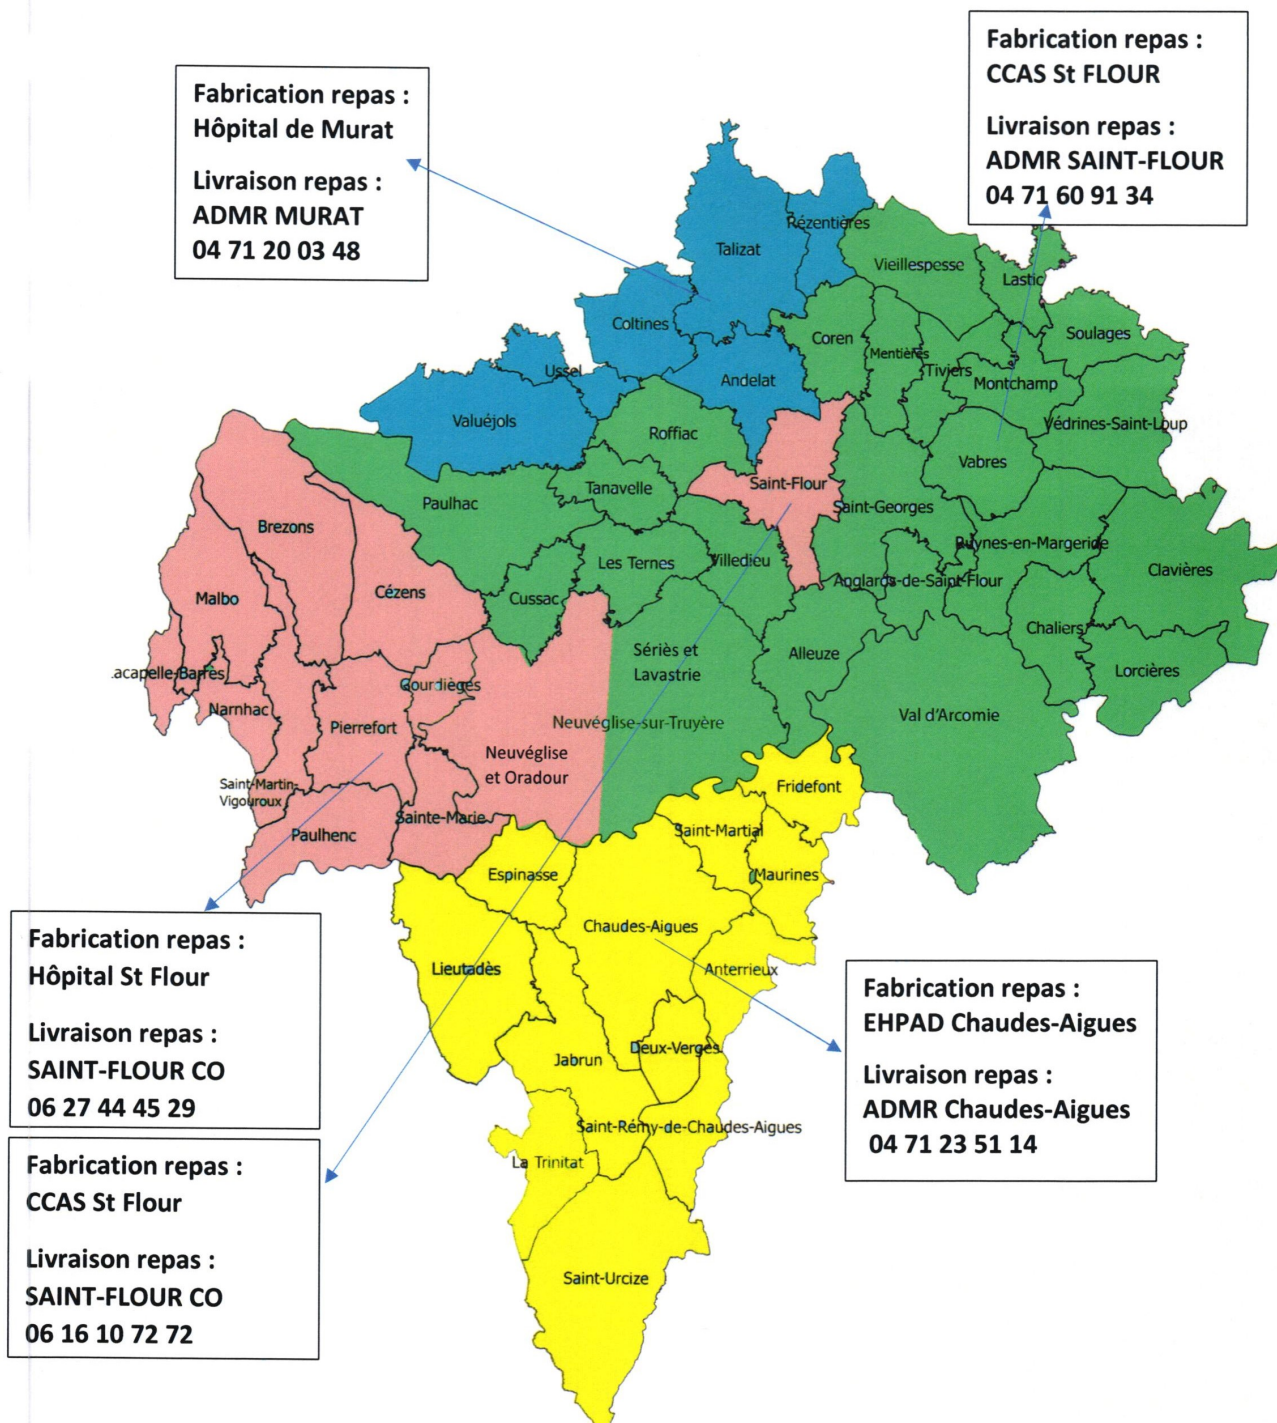 Fabrication repas :
CCAS St FLOUR
Livraison repas :
ADMR SAINT-FLOUR
04 71 60 91 34
Fabrication repas :
Hôpital de Murat
Livraison repas :
ADMR MURAT
04 71 20 03 48
Talizat
Rézentières
Vieillespesse
Lastic
Coltines
Coren
Mentières
Tiviers
Soulages
Montchamp
Ussel
Andelat
Valuéjols
Roffiac
Védrines-Saint-Loup
Vabres
Paulhac
Tanavelle
Saint-Flour
Saint-Georges
Brezons
Ruynes-en-Margeride
Les Ternes
Villedieu
Clavières
Anglards-de-Saint-Flour
Malbo
Cézens
Cussac
Chaliers
Sériès et
Lavastrie
Alleuze
Lorcières
.acapelle-Barrès
Gourdièges
Narnhac
Pierrefort
Neuvéglise-sur-Truyère
Val d'Arcomie
Neuvéglise
et Oradour
Saint-Martin-
Vigouroux
Fridefont
Paulhenc
Sainte-Marie
Saint-Martial
Espinasse
Maurines
Chaudes-Aigues
Lieutadès
Anterrieux
Jabrun
Deux-Verges
Saint-Rémy-de-Chaudes-Aigues
La Trinitat
Saint-Urcize
Fabrication repas :
Hôpital St Flour
Livraison repas :
SAINT-FLOUR CO
06 27 44 45 29
Fabrication repas :
EHPAD Chaudes-Aigues
Livraison repas :
ADMR Chaudes-Aigues
04 71 23 51 14
Fabrication repas :
CCAS St Flour
Livraison repas :
SAINT-FLOUR CO
06 16 10 72 72